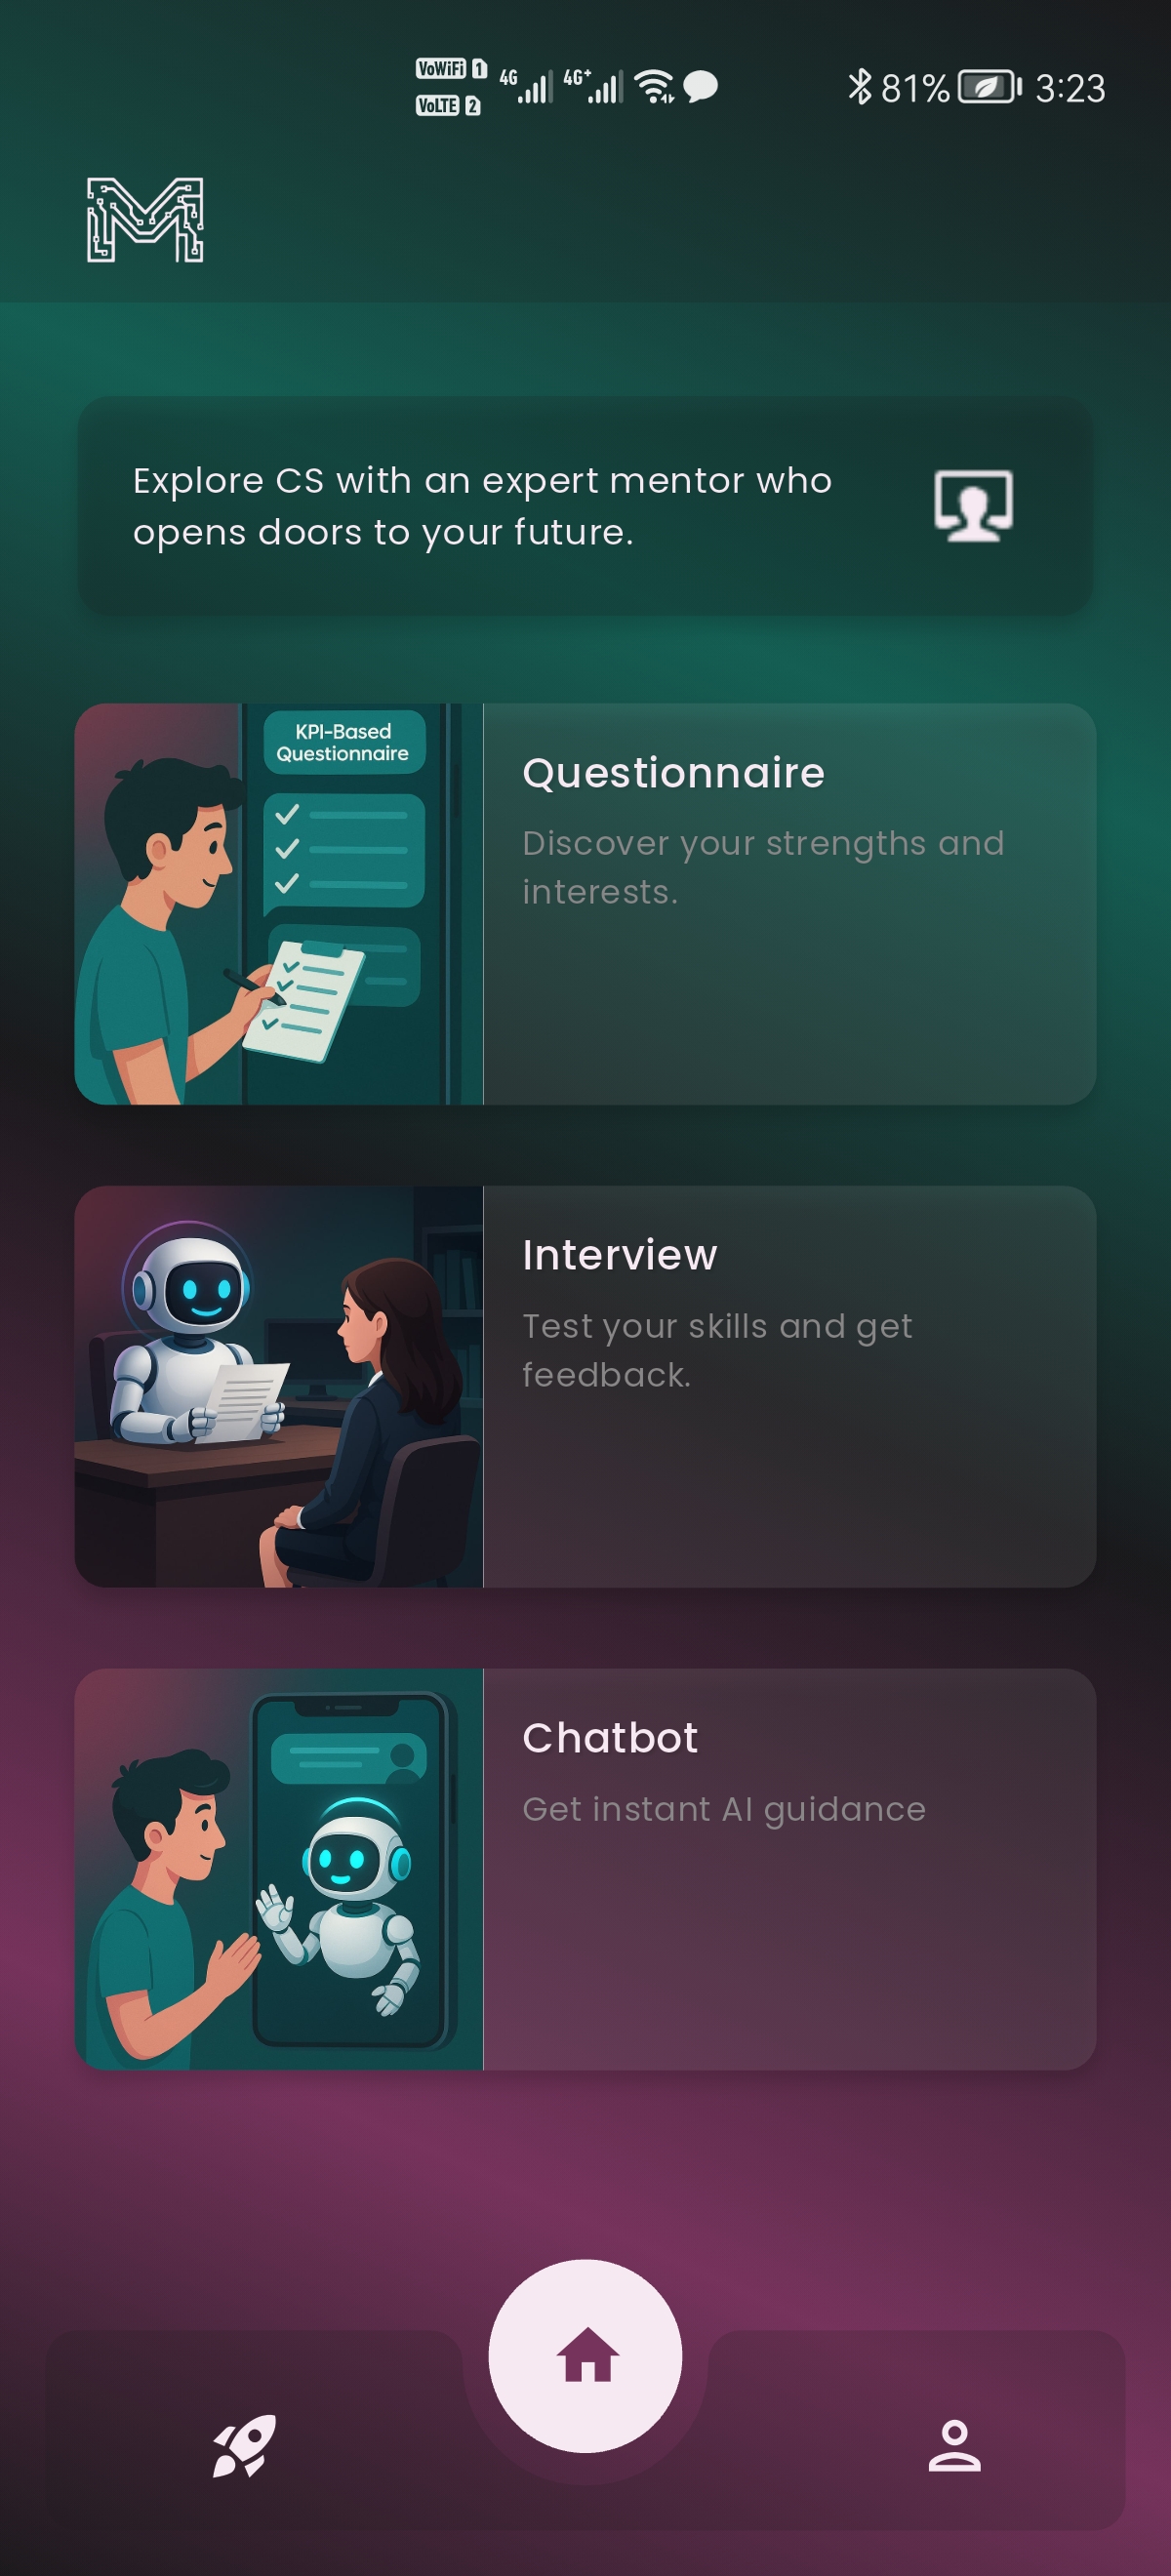 VoWiFi 1 4G 4G+ 81% 3:23
VoLTE 2
M
Explore CS with an expert mentor who
opens doors to your future.
KPI-Based
Questionnaire
Questionnaire
Discover your strengths and
interests.
Interview
Test your skills and get
feedback.
Chatbot
Get instant AI guidance